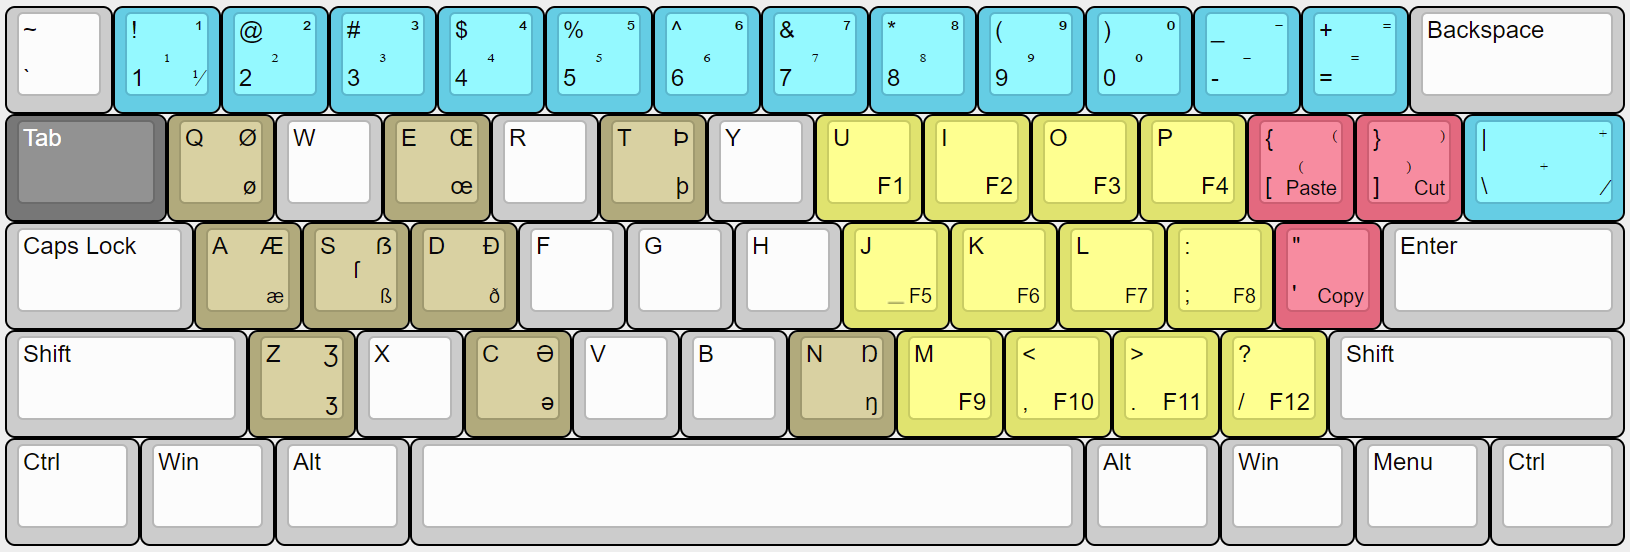 ~ ! ¹ @ ² # ³ $ ⁴ % ⁵ ^ ⁶ & ⁷ * ⁸ ( ⁹ ) ⁰ _ ⁻ + ⁼ Backspace
₁ ₂ ₃ ₄ ₅ ₆ ₇ ₈ ₉ ₀ ₋ ₌
` 1 ⅟ 2 3 4 5 6 7 8 9 0 - =
Tab Q Ø W E Œ R T Þ Y U I O P { ⁽ } ⁾ | ⁺
₍ ₎ ₊
ø œ þ F1 F2 F3 F4 [ Paste ] Cut \ ⁄
Caps Lock A Æ S ẞ D Ð F G H J K L : " Enter
ſ
æ ß ð _ F5 F6 F7 ; F8 ' Copy
Shift Z Ʒ X C Ə V B N Ŋ M < > ? Shift
ʒ ə ŋ F9 , F10 . F11 / F12
Ctrl Win Alt Alt Win Menu Ctrl